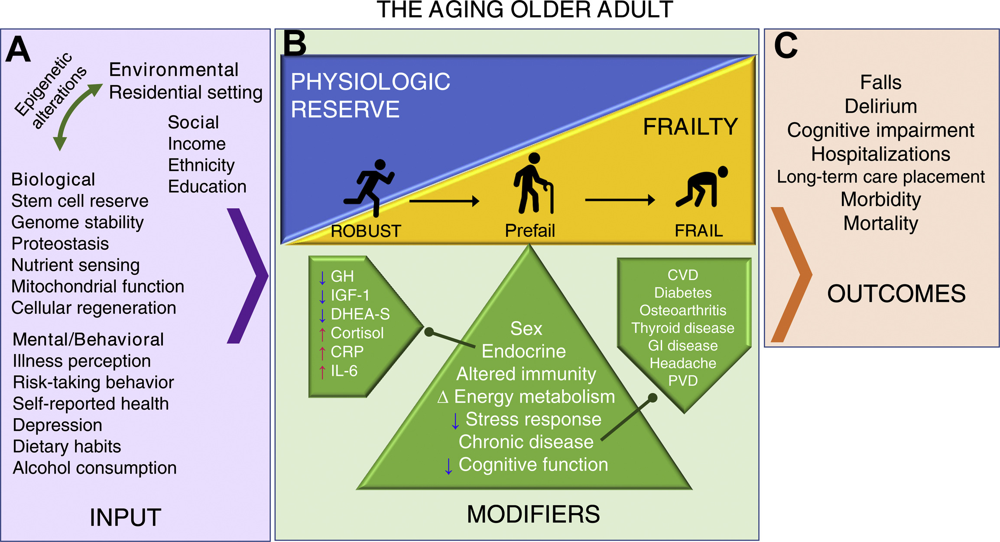 THE AGING OLDER ADULT
A
Epigenetic
alterations
Environmental
Residential setting
Social
Income
Ethnicity
Education
Biological
Stem cell reserve
Genome stability
Proteostasis
Nutrient sensing
Mitochondrial function
Cellular regeneration
Mental/Behavioral
Illness perception
Risk-taking behavior
Self-reported health
Depression
Dietary habits
Alcohol consumption
INPUT
B
PHYSIOLOGIC
RESERVE
FRAILTY
ROBUST
Prefail
FRAIL
↓ GH
↓ IGF-1
↓ DHEA-S
↑ Cortisol
↑ CRP
↑ IL-6
Sex
Endocrine
Altered immunity
Δ Energy metabolism
↓ Stress response
Chronic disease
↓ Cognitive function
CVD
Diabetes
Osteoarthritis
Thyroid disease
GI disease
Headache
PVD
MODIFIERS
C
Falls
Delirium
Cognitive impairment
Hospitalizations
Long-term care placement
Morbidity
Mortality
OUTCOMES